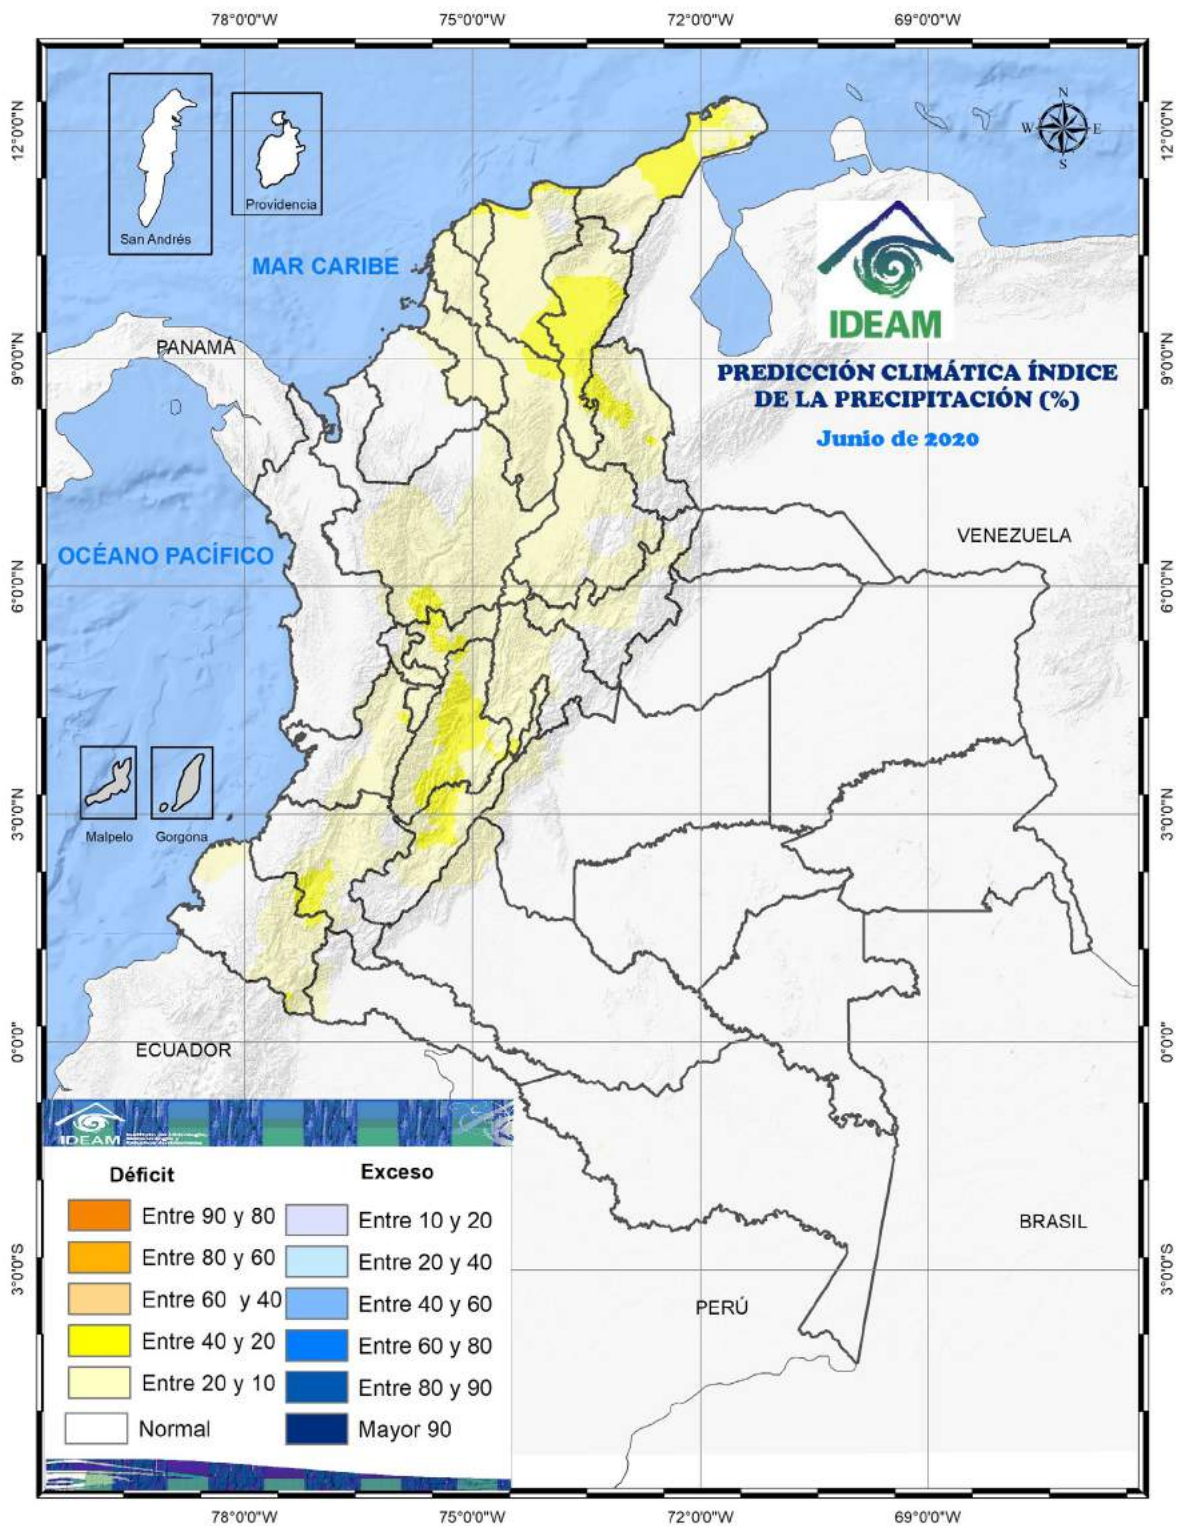 78°0'0"W 75°0'0"W 72°0'0"W 69°0'0"W
12°0'0"N
12°0'0"N
N
W E
S
San Andrés
Providencia
MAR CARIBE
IDEAM
PANAMÁ
9°0'0"N
9°0'0"N
PREDICCIÓN CLIMÁTICA ÍNDICE
DE LA PRECIPITACIÓN (%)
Junio de 2020
OCÉANO PACÍFICO
VENEZUELA
6°0'0"N
6°0'0"N
Malpelo
Gorgona
3°0'0"N
3°0'0"N
ECUADOR
0°0'0"
0°0'0"
IDEAM
Déficit
Entre 90 y 80
Entre 80 y 60
Entre 60 y 40
Entre 40 y 20
Entre 20 y 10
Normal
Exceso
Entre 10 y 20
Entre 20 y 40
Entre 40 y 60
Entre 60 y 80
Entre 80 y 90
Mayor 90
BRASIL
PERÚ
3°0'0"S
3°0'0"S
78°0'0"W 75°0'0"W 72°0'0"W 69°0'0"W